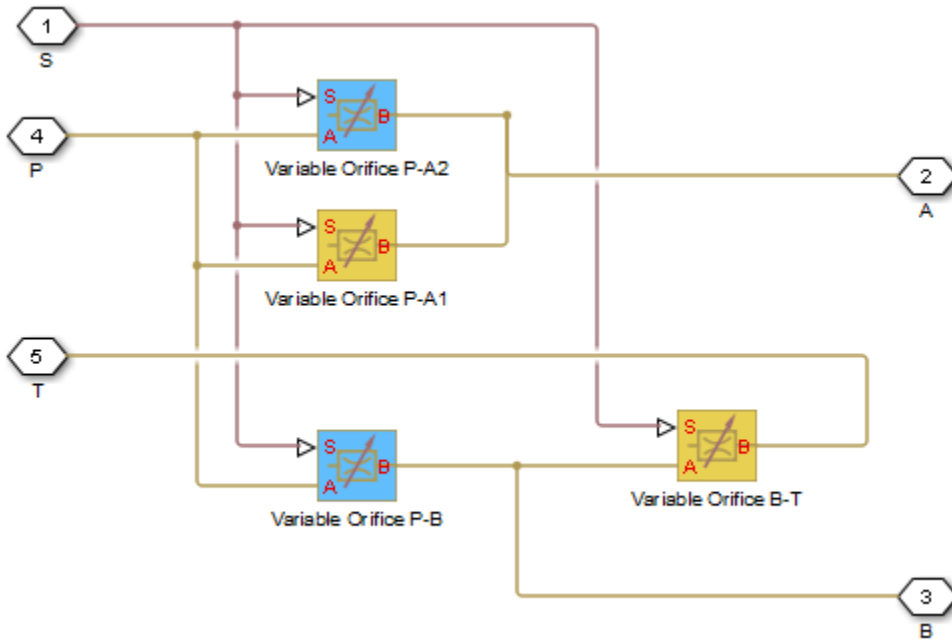 1
S
S
B
A
Variable Orifice P-A2
4
P
2
A
S
B
A
Variable Orifice P-A1
5
T
S
B
A
Variable Orifice P-B
S
B
A
Variable Orifice B-T
3
B